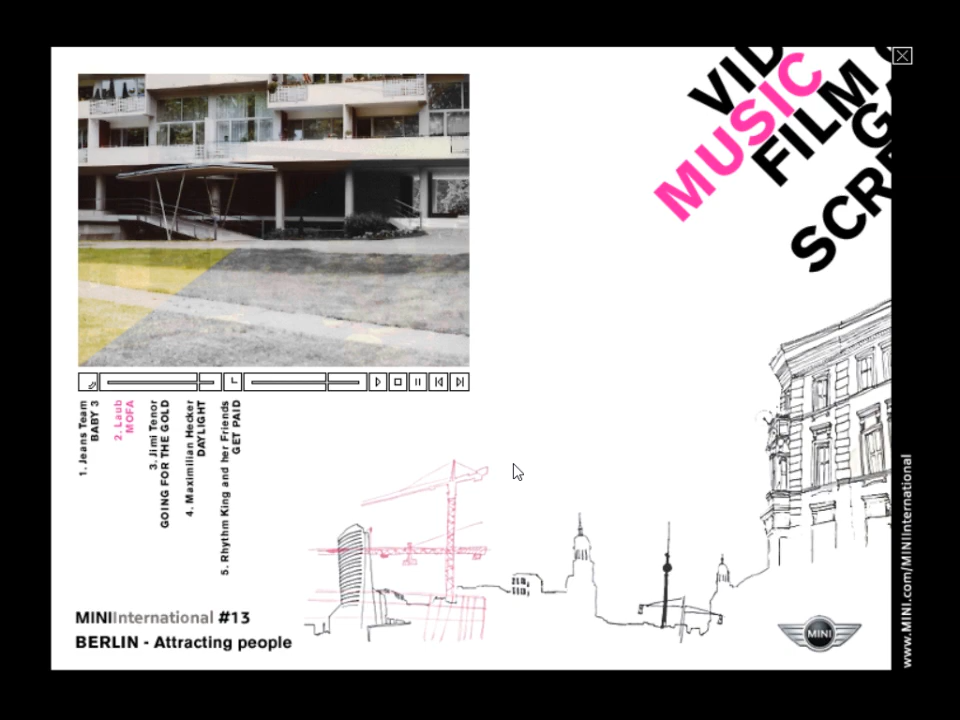 VID
MUSIC
FILM
SCRE
1. Jeans Team
BABY 3
2. Laub
MOFA
3. Jimi Tenor
GOING FOR THE GOLD
4. Maximilian Hecker
DAYLIGHT
5. Rhythm King and her Friends
GET PAID
MINIInternational #13
BERLIN - Attracting people
MINI
www.MINI.com/MINIInternational